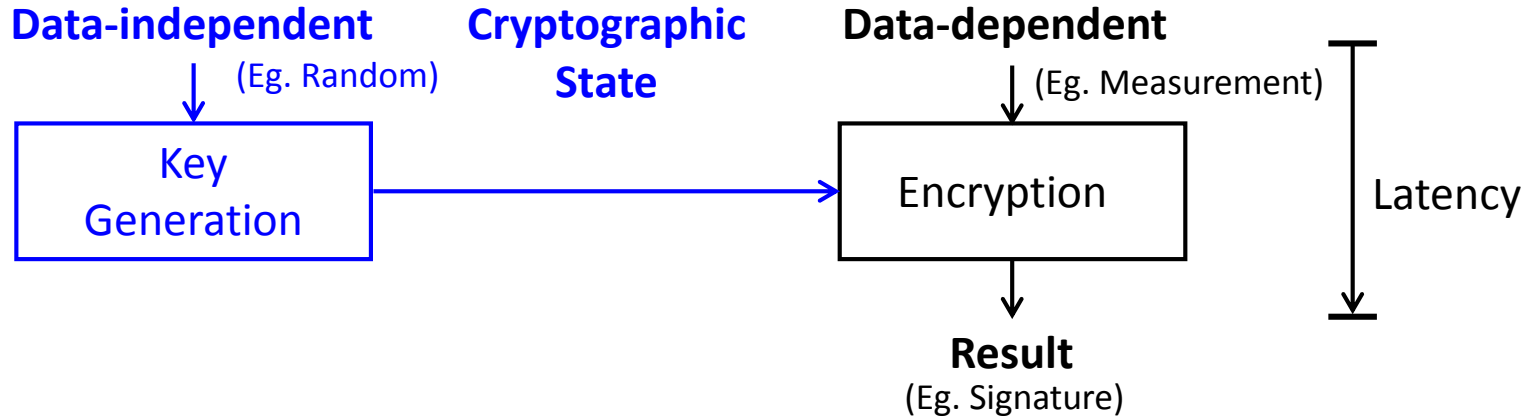 Data-independent
(Eg. Random)
Key
Generation
Cryptographic
State
Data-dependent
(Eg. Measurement)
Encryption
Result
(Eg. Signature)
Latency